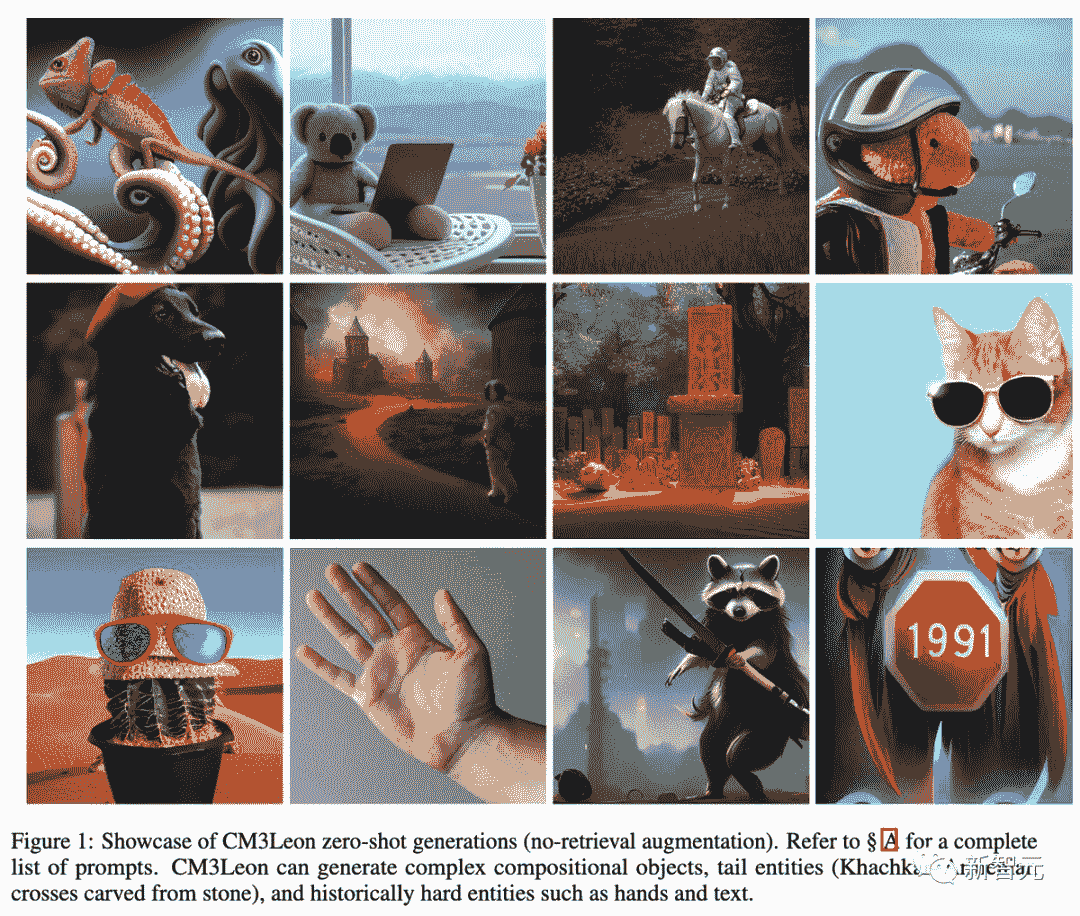 1991
Figure 1: Showcase of CM3Leon zero-shot generations (no-retrieval augmentation). Refer to § A for a complete
list of prompts. CM3Leon can generate complex compositional objects, tail entities (Khachkar, Armenian
crosses carved from stone), and historically hard entities such as hands and text.
新智元